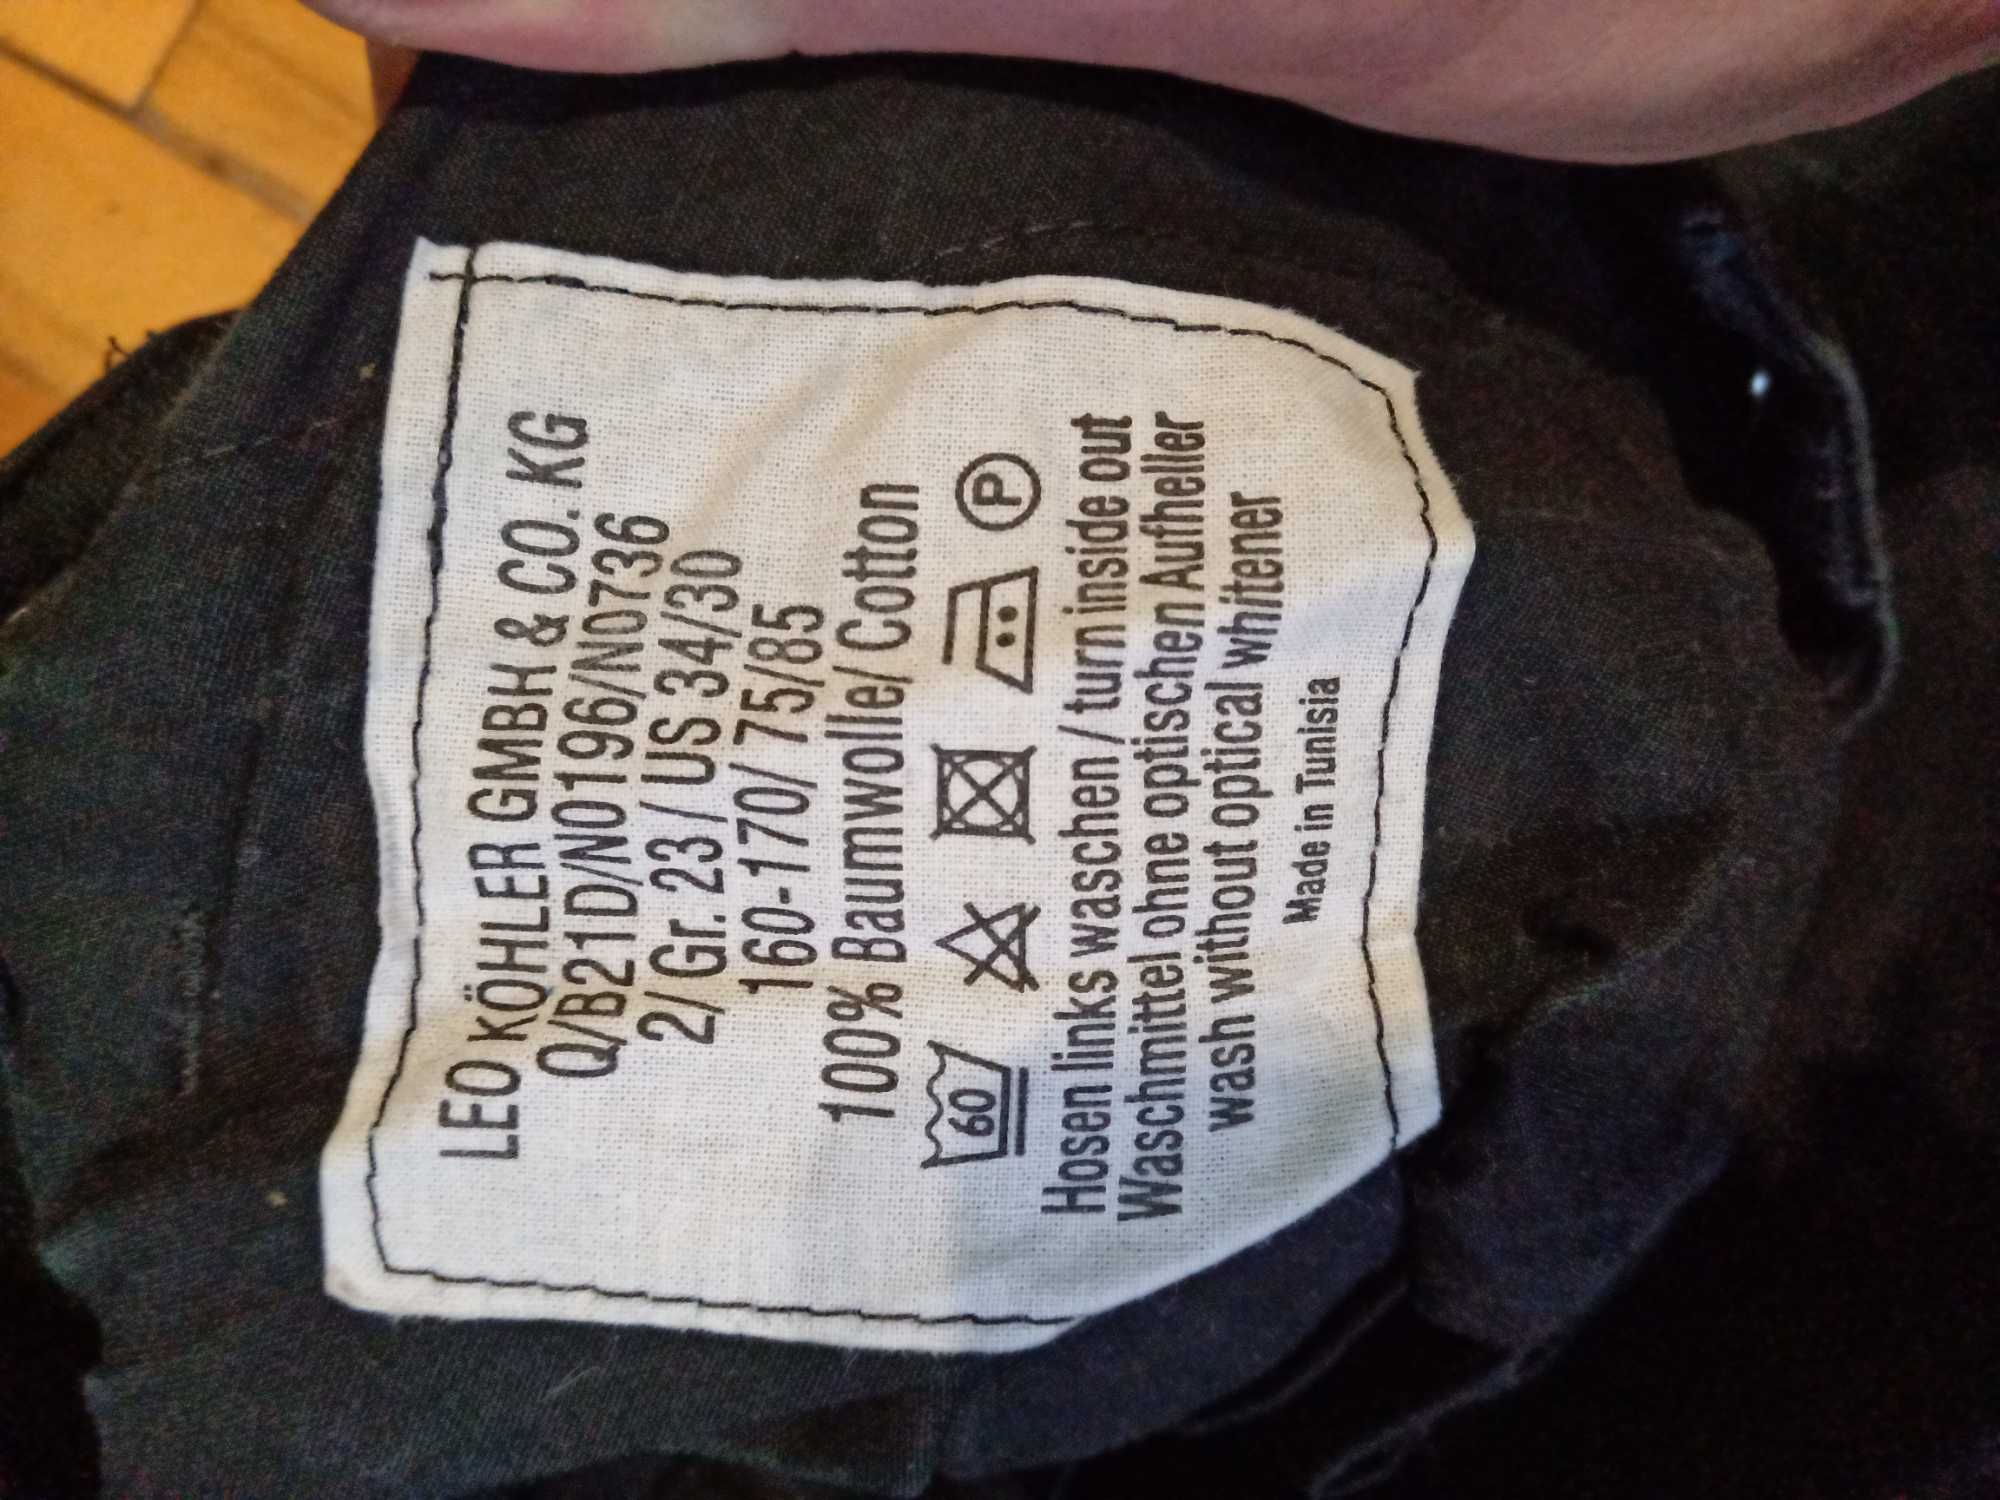 LEO KÖHLER GMBH & CO. KG
Q/B21D/N0196/N0736
2/ Gr. 23 / US 34/30
160-170/ 75/85
100% Baumwolle/ Cotton
60 P
Hosen links waschen / turn inside out
Waschmittel ohne optischen Aufheller
wash without optical whitener
Made in Tunisia